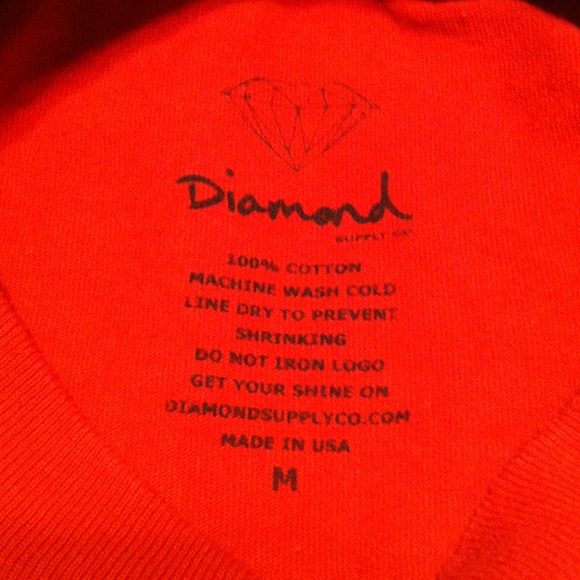 Diamond
SUPPLY CO.
100% COTTON
MACHINE WASH COLD
LINE DRY TO PREVENT
SHRINKING
DO NOT IRON LOGO
GET YOUR SHINE ON
DIAMONDSUPPLYCO.COM
MADE IN USA
M